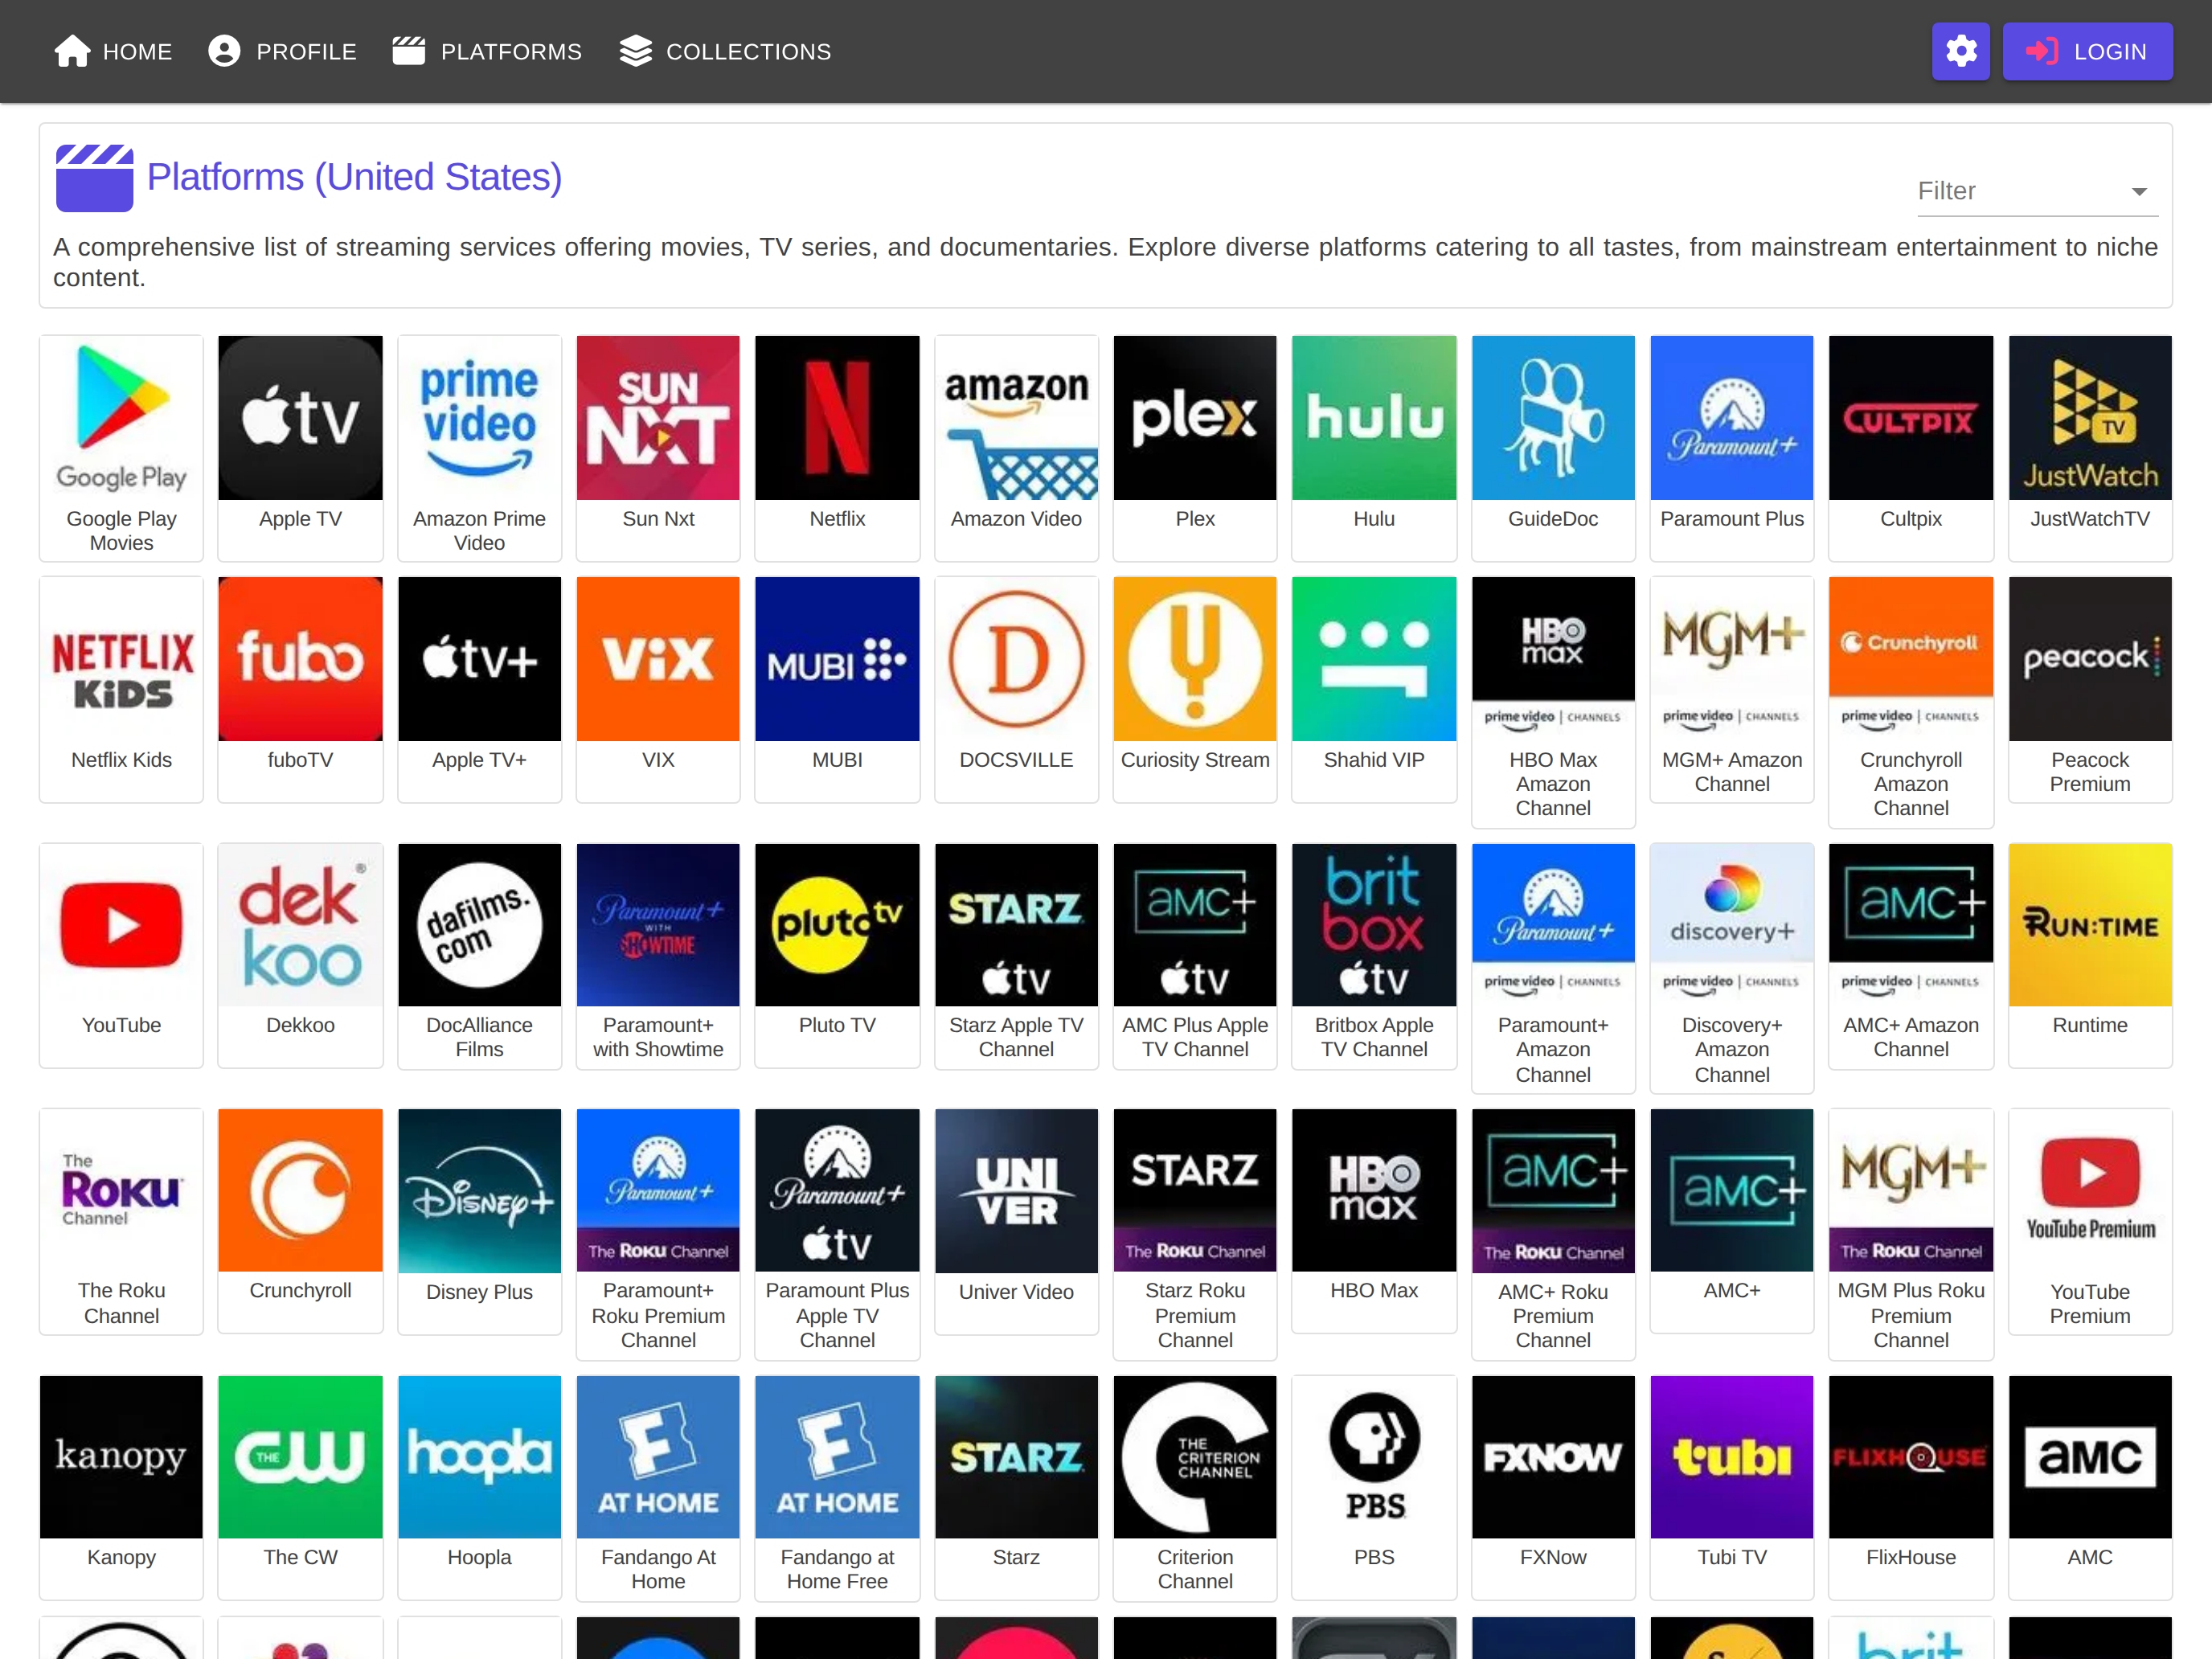 HOME PROFILE PLATFORMS COLLECTIONS LOGIN
Platforms (United States)
Filter
A comprehensive list of streaming services offering movies, TV series, and documentaries. Explore diverse platforms catering to all tastes, from mainstream entertainment to niche
content.
Google Play
Google Play
Movies
tv
Apple TV
prime
video
Amazon Prime
Video
SUN
NXT
Sun Nxt
N
Netflix
amazon
Amazon Video
plex
Plex
hulu
Hulu
GuideDoc
Paramount+
Paramount Plus
CULTPIX
Cultpix
TV
JustWatch
JustWatchTV
NETFLIX
KiDS
Netflix Kids
fubo
fuboTV
tv+
Apple TV+
ViX
VIX
MUBI
MUBI
D
DOCSVILLE
Curiosity Stream
Shahid VIP
HBO
max
prime video | CHANNELS
HBO Max
Amazon
Channel
MGM+
prime video | CHANNELS
MGM+ Amazon
Channel
Crunchyroll
prime video | CHANNELS
Crunchyroll
Amazon
Channel
peacock
Peacock
Premium
YouTube
dek®
koo
Dekkoo
dafilms.
com
DocAlliance
Films
Paramount+
WITH
SHOWTIME
Paramount+
with Showtime
pluto tv
Pluto TV
STARZ
tv
Starz Apple TV
Channel
aMC+
tv
AMC Plus Apple
TV Channel
brit
box
tv
Britbox Apple
TV Channel
Paramount+
prime video | CHANNELS
Paramount+
Amazon
Channel
discovery+
prime video | CHANNELS
Discovery+
Amazon
Channel
aMC+
prime video | CHANNELS
AMC+ Amazon
Channel
RUN:TIME
Runtime
The
ROKU
Channel
The Roku
Channel
Crunchyroll
Disney+
Disney Plus
Paramount+
The ROKU Channel
Paramount+
Roku Premium
Channel
Paramount+
tv
Paramount Plus
Apple TV
Channel
UNI
VER
Univer Video
STARZ
The ROKU Channel
Starz Roku
Premium
Channel
HBO
max
HBO Max
aMC+
The ROKU Channel
AMC+ Roku
Premium
Channel
aMC+
AMC+
MGM+
The ROKU Channel
MGM Plus Roku
Premium
Channel
YouTube Premium
YouTube
Premium
kanopy
Kanopy
THE CW
The CW
hoopla
Hoopla
F
AT HOME
Fandango At
Home
F
AT HOME
Fandango at
Home Free
STARZ
Starz
THE
CRITERION
CHANNEL
Criterion
Channel
PBS
PBS
FXNOW
FXNow
tubi
Tubi TV
FLIXHOUSE
FlixHouse
aMC
AMC
brit